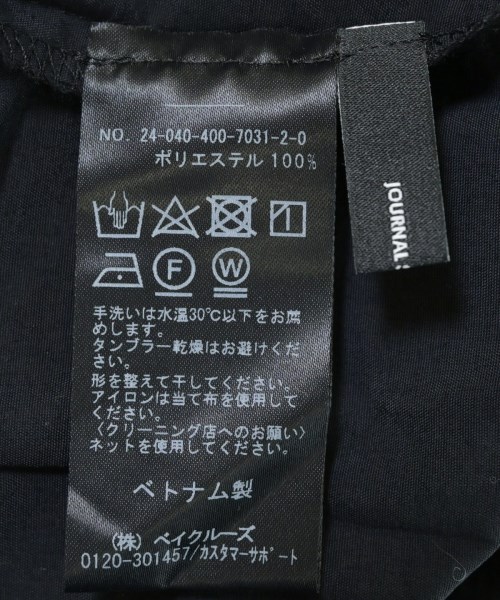 NO. 24-040-400-7031-2-0
ポリエステル 100%
F W
手洗いは水温30℃以下をお薦
めします。
タンブラー乾燥はお避けくだ
さい。
形を整えて干してください。
アイロンは当て布を使用して
ください。
〈クリーニング店へのお願い〉
ネットを使用してください。
ベトナム製
(株) ベイクルーズ
0120-301457/カスタマーサポート
JOURNAL S